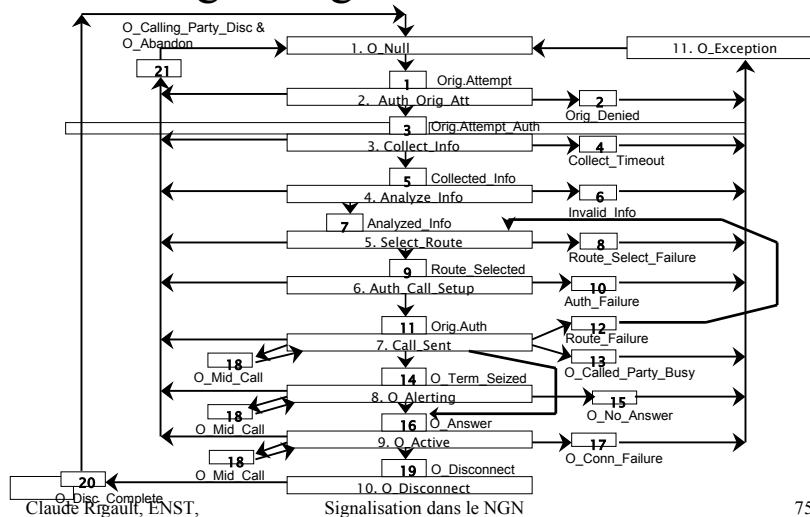 O_Calling_Party_Disc &
O_Abandon
21
1. O_Null
11. O_Exception
1
Orig.Attempt
2. Auth_Orig_Att
2
Orig_Denied
3
Orig.Attempt_Auth
3. Collect_Info
4
Collect_Timeout
5
Collected_Info
4. Analyze_Info
6
Invalid_Info
7
Analyzed_Info
5. Select_Route
8
Route_Select_Failure
9
Route_Selected
6. Auth_Call_Setup
10
Auth_Failure
11
Orig.Auth
12
Route_Failure
7. Call_Sent
18
O_Mid_Call
13
O_Called_Party_Busy
14
O_Term_Seized
8. O_Alerting
18
O_Mid_Call
15
O_No_Answer
16
O_Answer
9. O_Active
18
O_Mid_Call
17
O_Conn_Failure
19
O_Disconnect
20
O_Disc_Complete
10. O_Disconnect
Claude Rigault, ENST,
Signalisation dans le NGN
75